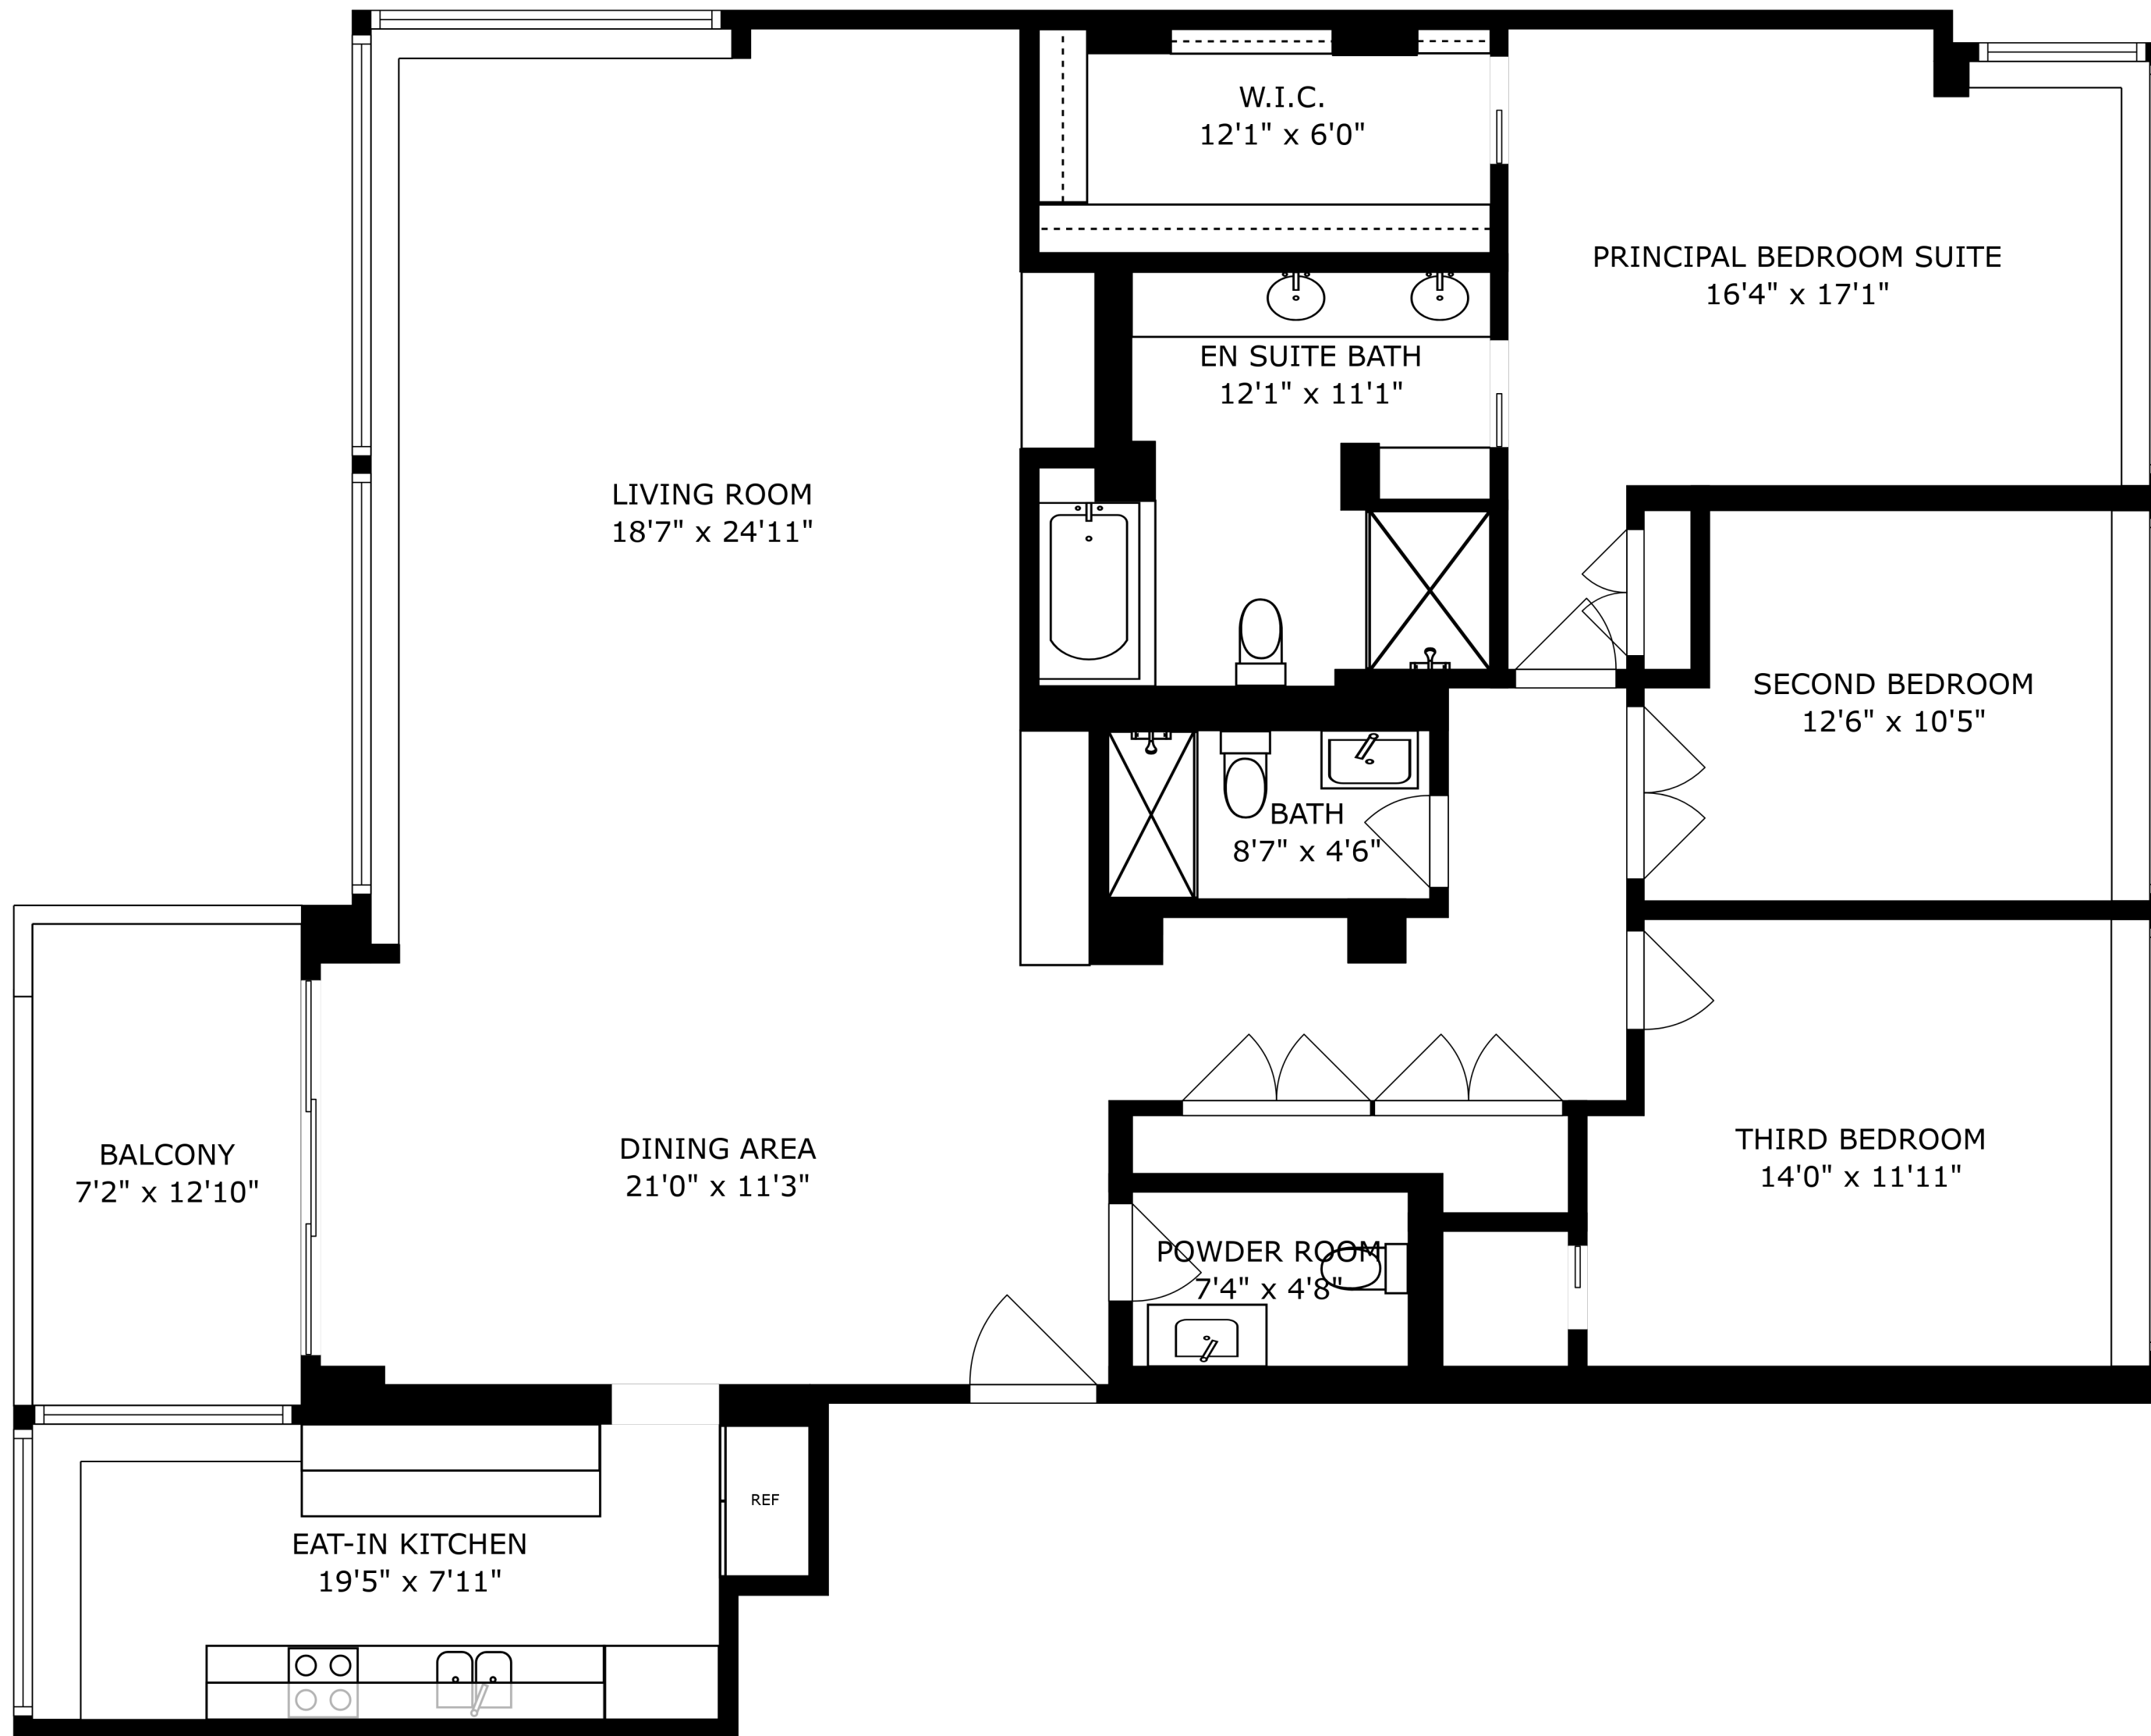 W.I.C.
12'1" x 6'0"
PRINCIPAL BEDROOM SUITE
16'4" x 17'1"
EN SUITE BATH
12'1" x 11'1"
LIVING ROOM
18'7" x 24'11"
SECOND BEDROOM
12'6" x 10'5"
BATH
8'7" x 4'6"
BALCONY
7'2" x 12'10"
DINING AREA
21'0" x 11'3"
THIRD BEDROOM
14'0" x 11'11"
POWDER ROOM
7'4" x 4'8"
REF
EAT-IN KITCHEN
19'5" x 7'11"